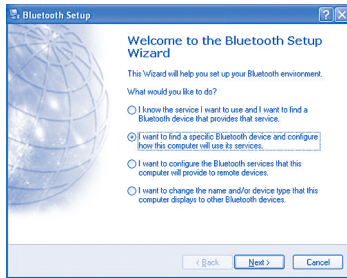 Bluetooth Setup
Welcome to the Bluetooth Setup
Wizard
This Wizard will help you set up your Bluetooth environment.
What would you like to do?
I know the service I want to use and I want to find a
Bluetooth device that provides that service.
I want to find a specific Bluetooth device and configure
how this computer will use its services.
I want to configure the Bluetooth services that this
computer will provide to remote devices.
I want to change the name and/or device type that this
computer displays to other Bluetooth devices.
< Back Next > Cancel